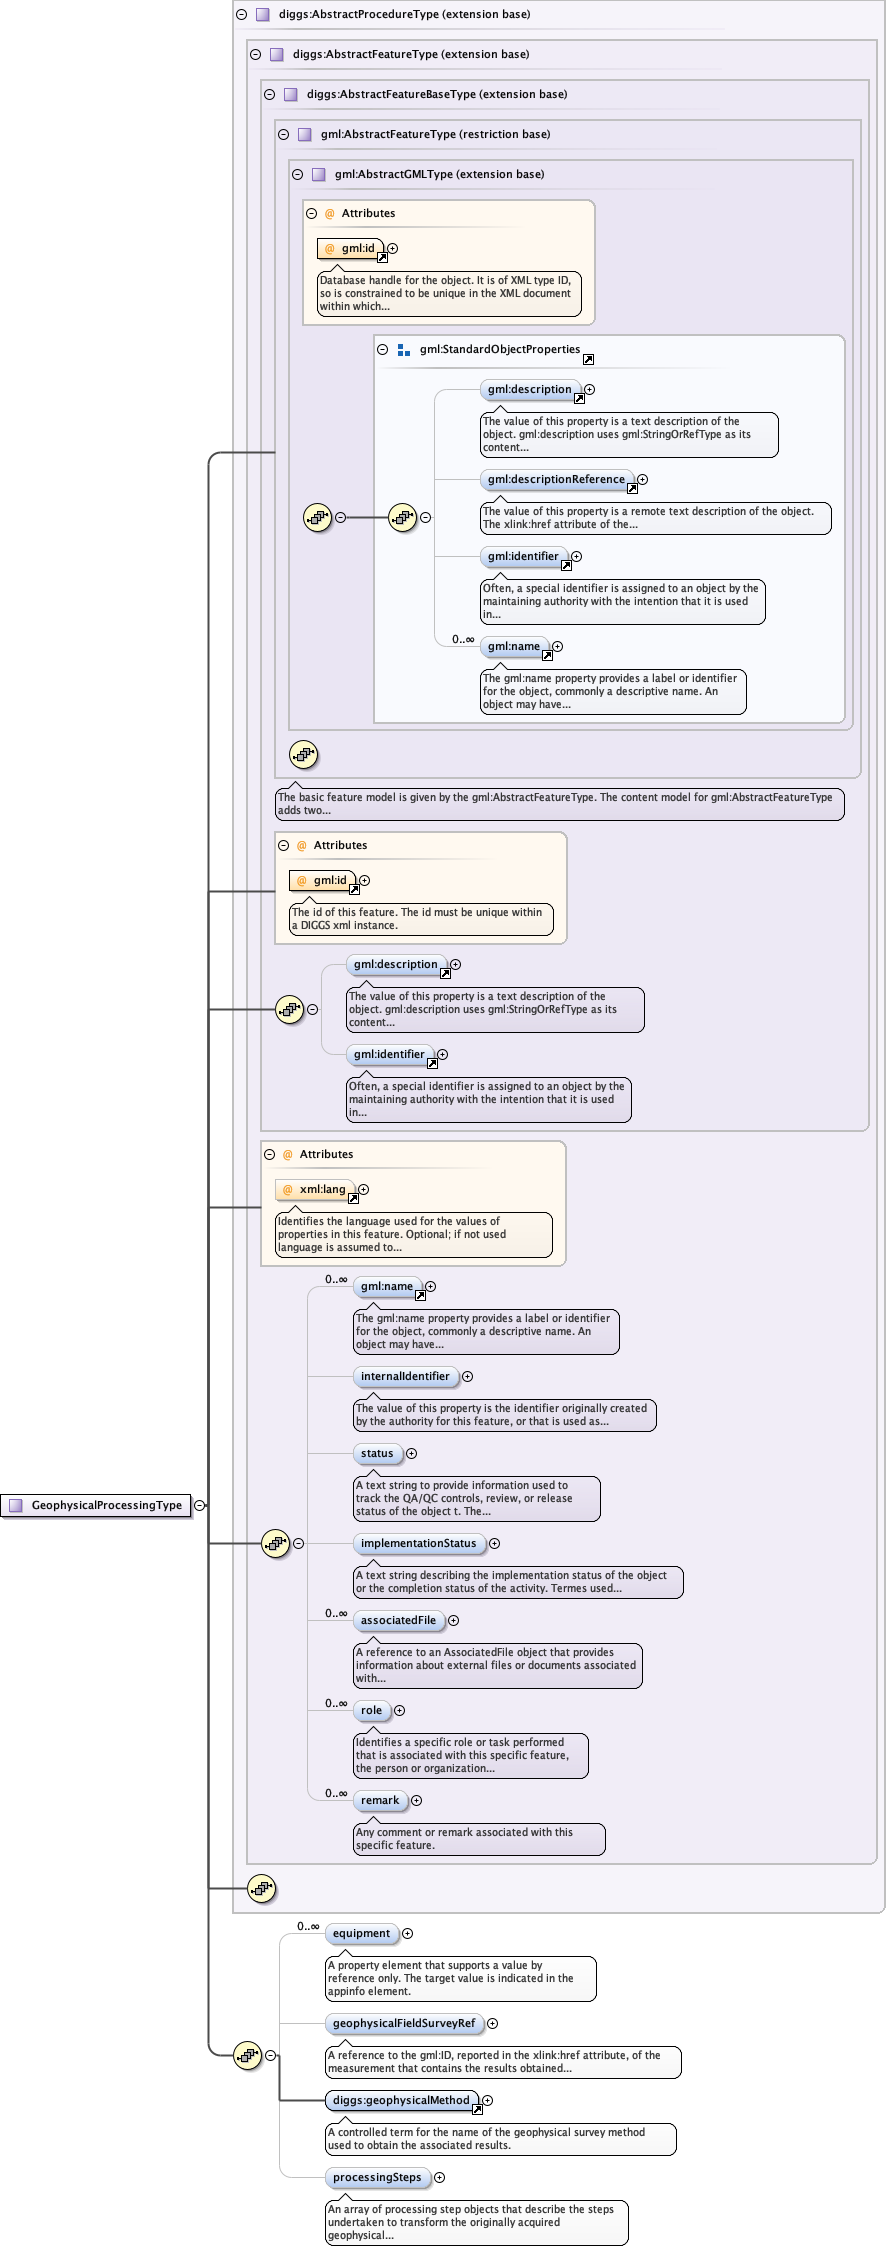 diggs:AbstractProcedureType (extension base)
diggs:AbstractFeatureType (extension base)
diggs:AbstractFeatureBaseType (extension base)
gml:AbstractFeatureType (restriction base)
gml:AbstractGMLType (extension base)
@ Attributes
@ gml:id
Database handle for the object. It is of XML type ID,
so is constrained to be unique in the XML document
within which...
gml:StandardObjectProperties
gml:description
The value of this property is a text description of the
object. gml:description uses gml:StringOrRefType as its
content...
gml:descriptionReference
The value of this property is a remote text description of the object.
The xlink:href attribute of the...
gml:identifier
Often, a special identifier is assigned to an object by the
maintaining authority with the intention that it is used
in...
0..∞
gml:name
The gml:name property provides a label or identifier
for the object, commonly a descriptive name. An
object may have...
The basic feature model is given by the gml:AbstractFeatureType. The content model for gml:AbstractFeatureType
adds two...
@ Attributes
@ gml:id
The id of this feature. The id must be unique within
a DIGGS xml instance.
gml:description
The value of this property is a text description of the
object. gml:description uses gml:StringOrRefType as its
content...
gml:identifier
Often, a special identifier is assigned to an object by the
maintaining authority with the intention that it is used
in...
@ Attributes
@ xml:lang
Identifies the language used for the values of
properties in this feature. Optional; if not used
language is assumed to...
0..∞
gml:name
The gml:name property provides a label or identifier
for the object, commonly a descriptive name. An
object may have...
internalIdentifier
The value of this property is the identifier originally created
by the authority for this feature, or that is used as...
status
A text string to provide information used to
track the QA/QC controls, review, or release
status of the object t. The...
GeophysicalProcessingType
implementationStatus
A text string describing the implementation status of the object
or the completion status of the activity. Termes used...
0..∞
associatedFile
A reference to an AssociatedFile object that provides
information about external files or documents associated
with...
0..∞
role
Identifies a specific role or task performed
that is associated with this specific feature,
the person or organization...
0..∞
remark
Any comment or remark associated with this
specific feature.
0..∞
equipment
A property element that supports a value by
reference only. The target value is indicated in the
appinfo element.
geophysicalFieldSurveyRef
A reference to the gml:ID, reported in the xlink:href attribute, of the
measurement that contains the results obtained...
diggs:geophysicalMethod
A controlled term for the name of the geophysical survey method
used to obtain the associated results.
processingSteps
An array of processing step objects that describe the steps
undertaken to transform the originally acquired
geophysical...